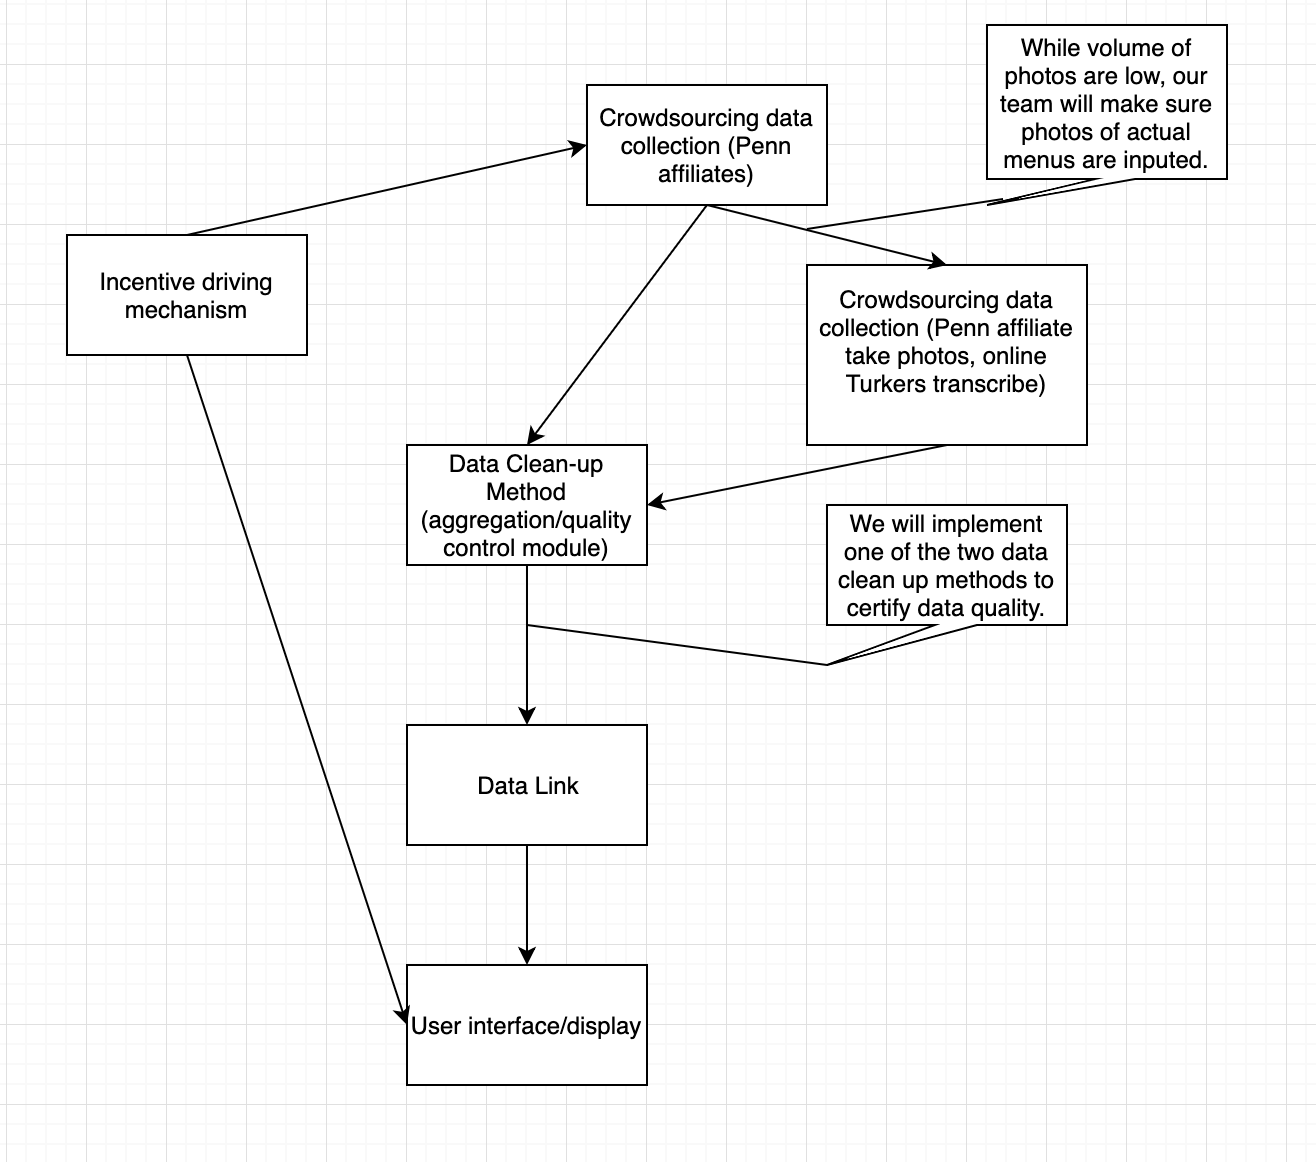 While volume of
photos are low, our
team will make sure
photos of actual
menus are inputed.
Crowdsourcing data
collection (Penn
affiliates)
Incentive driving
mechanism
Crowdsourcing data
collection (Penn affiliate
take photos, online
Turkers transcribe)
Data Clean-up
Method
(aggregation/quality
control module)
We will implement
one of the two data
clean up methods to
certify data quality.
Data Link
User interface/display